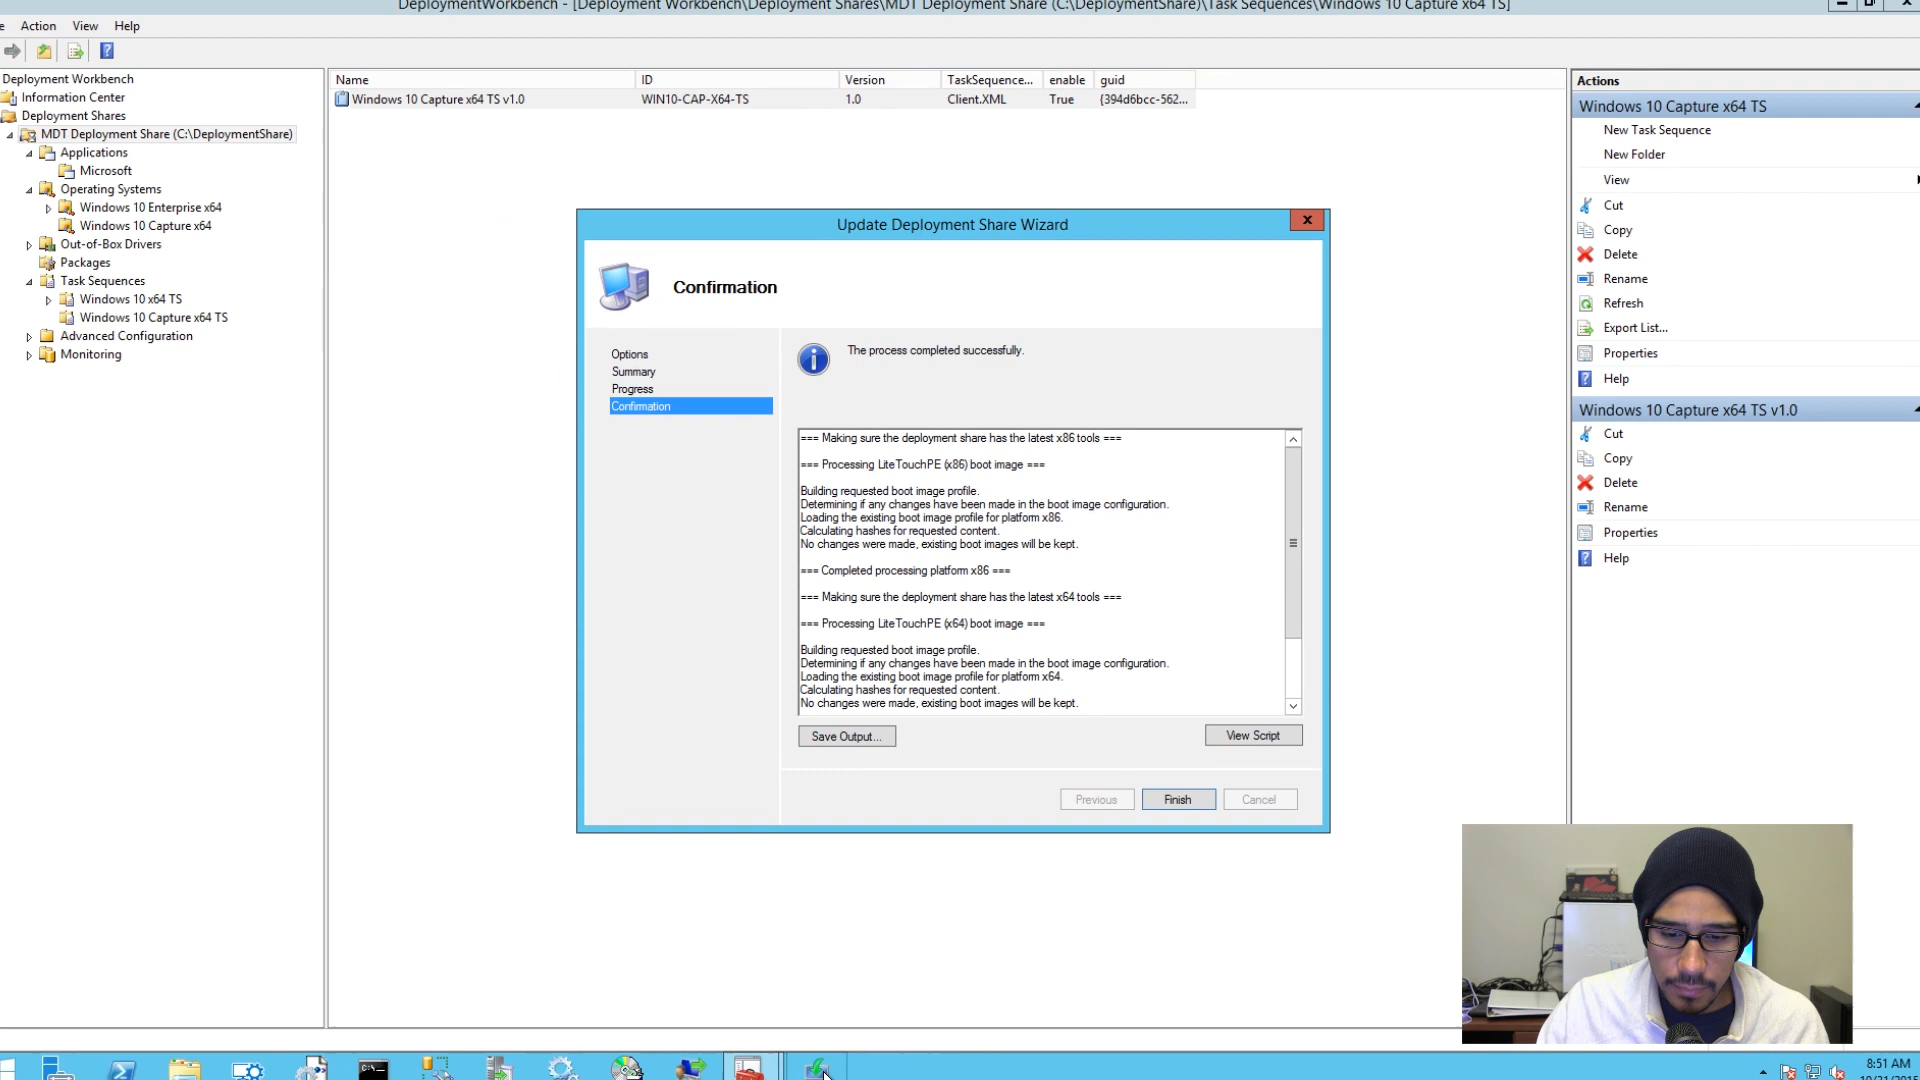 DeploymentWorkbench - [Deployment Workbench\Deployment Shares\MDT Deployment Share (C:\DeploymentShare)\Task Sequences\Windows 10 Capture x64 TS]
Action View Help
Deployment Workbench
Information Center
Deployment Shares
MDT Deployment Share (C:\DeploymentShare)
Applications
Microsoft
Operating Systems
Windows 10 Enterprise x64
Windows 10 Capture x64
Out-of-Box Drivers
Packages
Task Sequences
Windows 10 x64 TS
Windows 10 Capture x64 TS
Advanced Configuration
Monitoring
Name ID Version TaskSequence... enable guid
Windows 10 Capture x64 TS v1.0 WIN10-CAP-X64-TS 1.0 Client.XML True {394d6bcc-562...
Update Deployment Share Wizard
Confirmation
Options
Summary
Progress
Confirmation
The process completed successfully.
=== Making sure the deployment share has the latest x86 tools ===
=== Processing LiteTouchPE (x86) boot image ===
Building requested boot image profile.
Determining if any changes have been made in the boot image configuration.
Loading the existing boot image profile for platform x86.
Calculating hashes for requested content.
No changes were made, existing boot images will be kept.
=== Completed processing platform x86 ===
=== Making sure the deployment share has the latest x64 tools ===
=== Processing LiteTouchPE (x64) boot image ===
Building requested boot image profile.
Determining if any changes have been made in the boot image configuration.
Loading the existing boot image profile for platform x64.
Calculating hashes for requested content.
No changes were made, existing boot images will be kept.
Save Output... View Script
Previous Finish Cancel
Actions
Windows 10 Capture x64 TS
New Task Sequence
New Folder
View
Cut
Copy
Delete
Rename
Refresh
Export List...
Properties
Help
Windows 10 Capture x64 TS v1.0
Cut
Copy
Delete
Rename
Properties
Help
8:51 AM